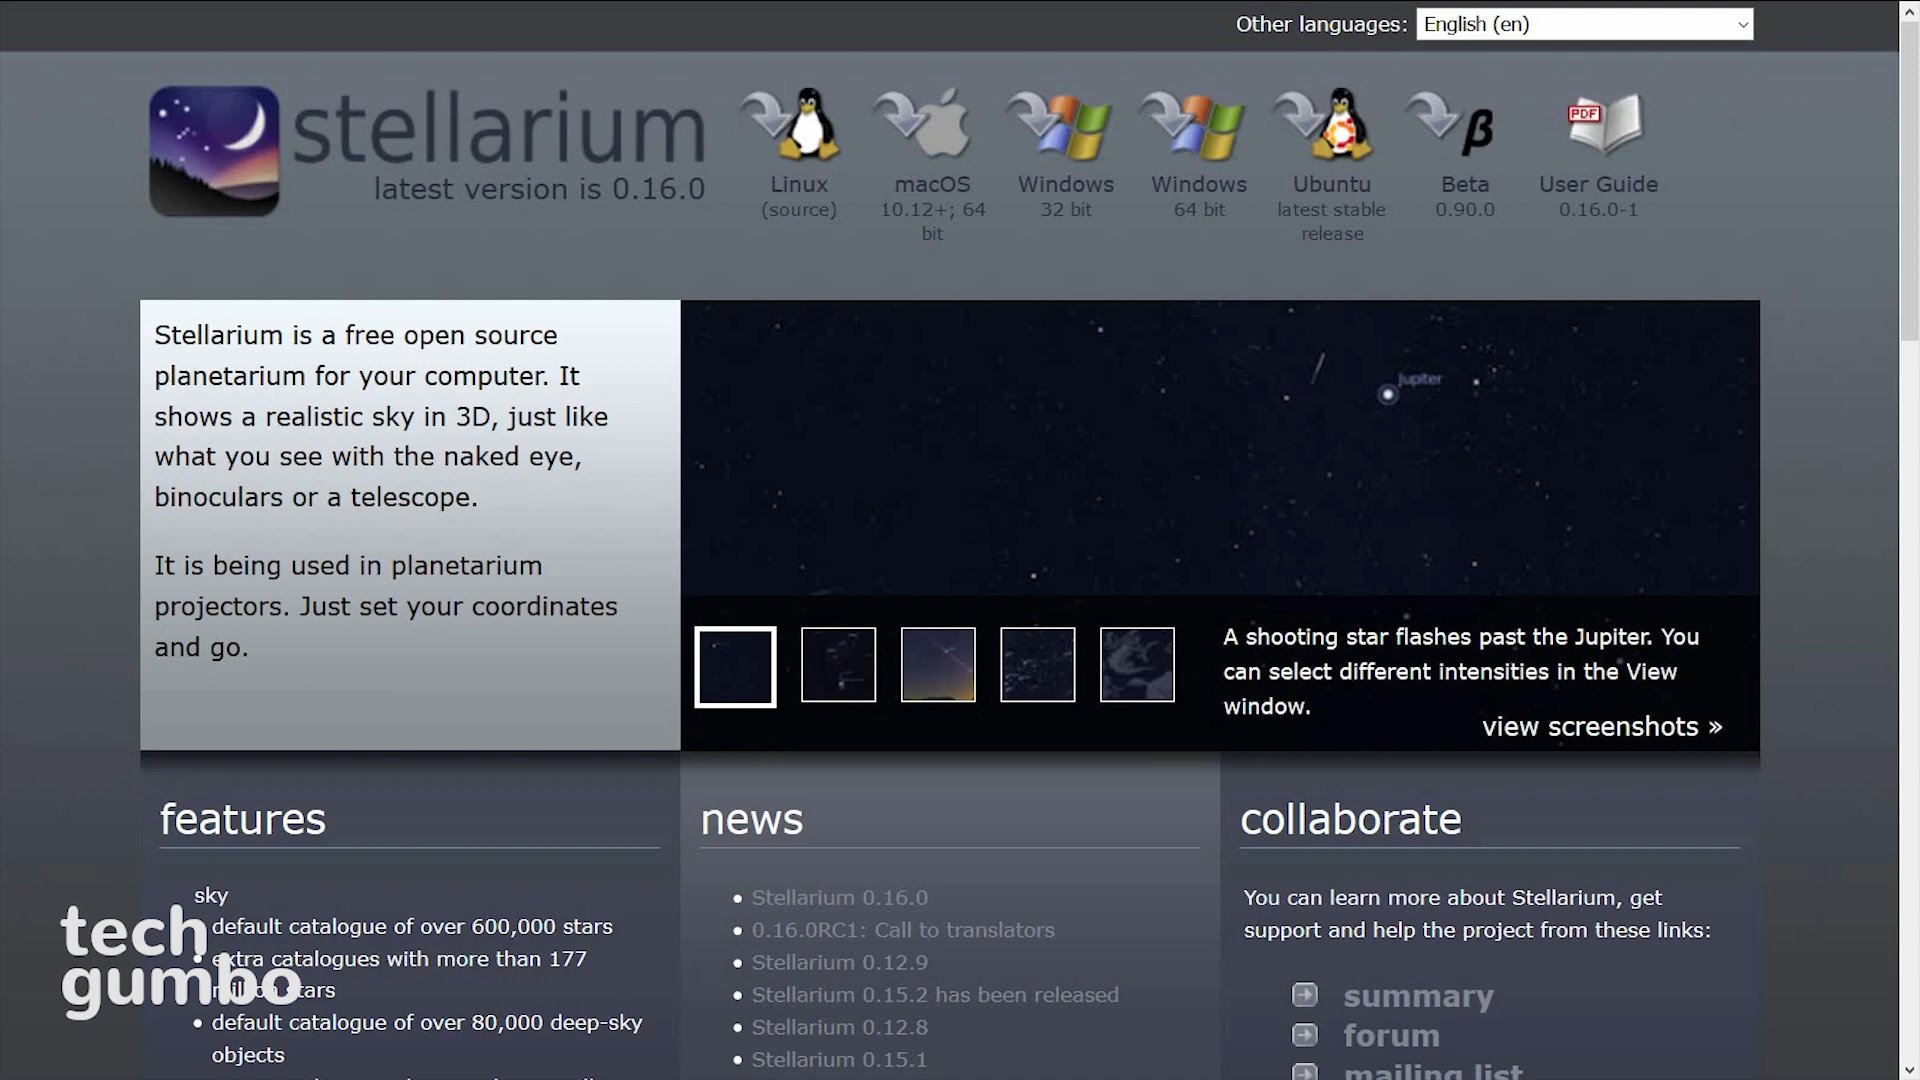 Other languages: English (en)
stellarium
latest version is 0.16.0
Linux
(source)
macOS
10.12+; 64
bit
Windows
32 bit
Windows
64 bit
Ubuntu
latest stable
release
β
Beta
0.90.0
PDF
User Guide
0.16.0-1
Stellarium is a free open source
planetarium for your computer. It
shows a realistic sky in 3D, just like
what you see with the naked eye,
binoculars or a telescope.
It is being used in planetarium
projectors. Just set your coordinates
and go.
Jupiter
A shooting star flashes past the Jupiter. You
can select different intensities in the View
window.
view screenshots »
features
sky
default catalogue of over 600,000 stars
extra catalogues with more than 177
million stars
default catalogue of over 80,000 deep-sky
objects
news
Stellarium 0.16.0
0.16.0RC1: Call to translators
Stellarium 0.12.9
Stellarium 0.15.2 has been released
Stellarium 0.12.8
Stellarium 0.15.1
collaborate
You can learn more about Stellarium, get
support and help the project from these links:
summary
forum
mailing list
tech
gumbo